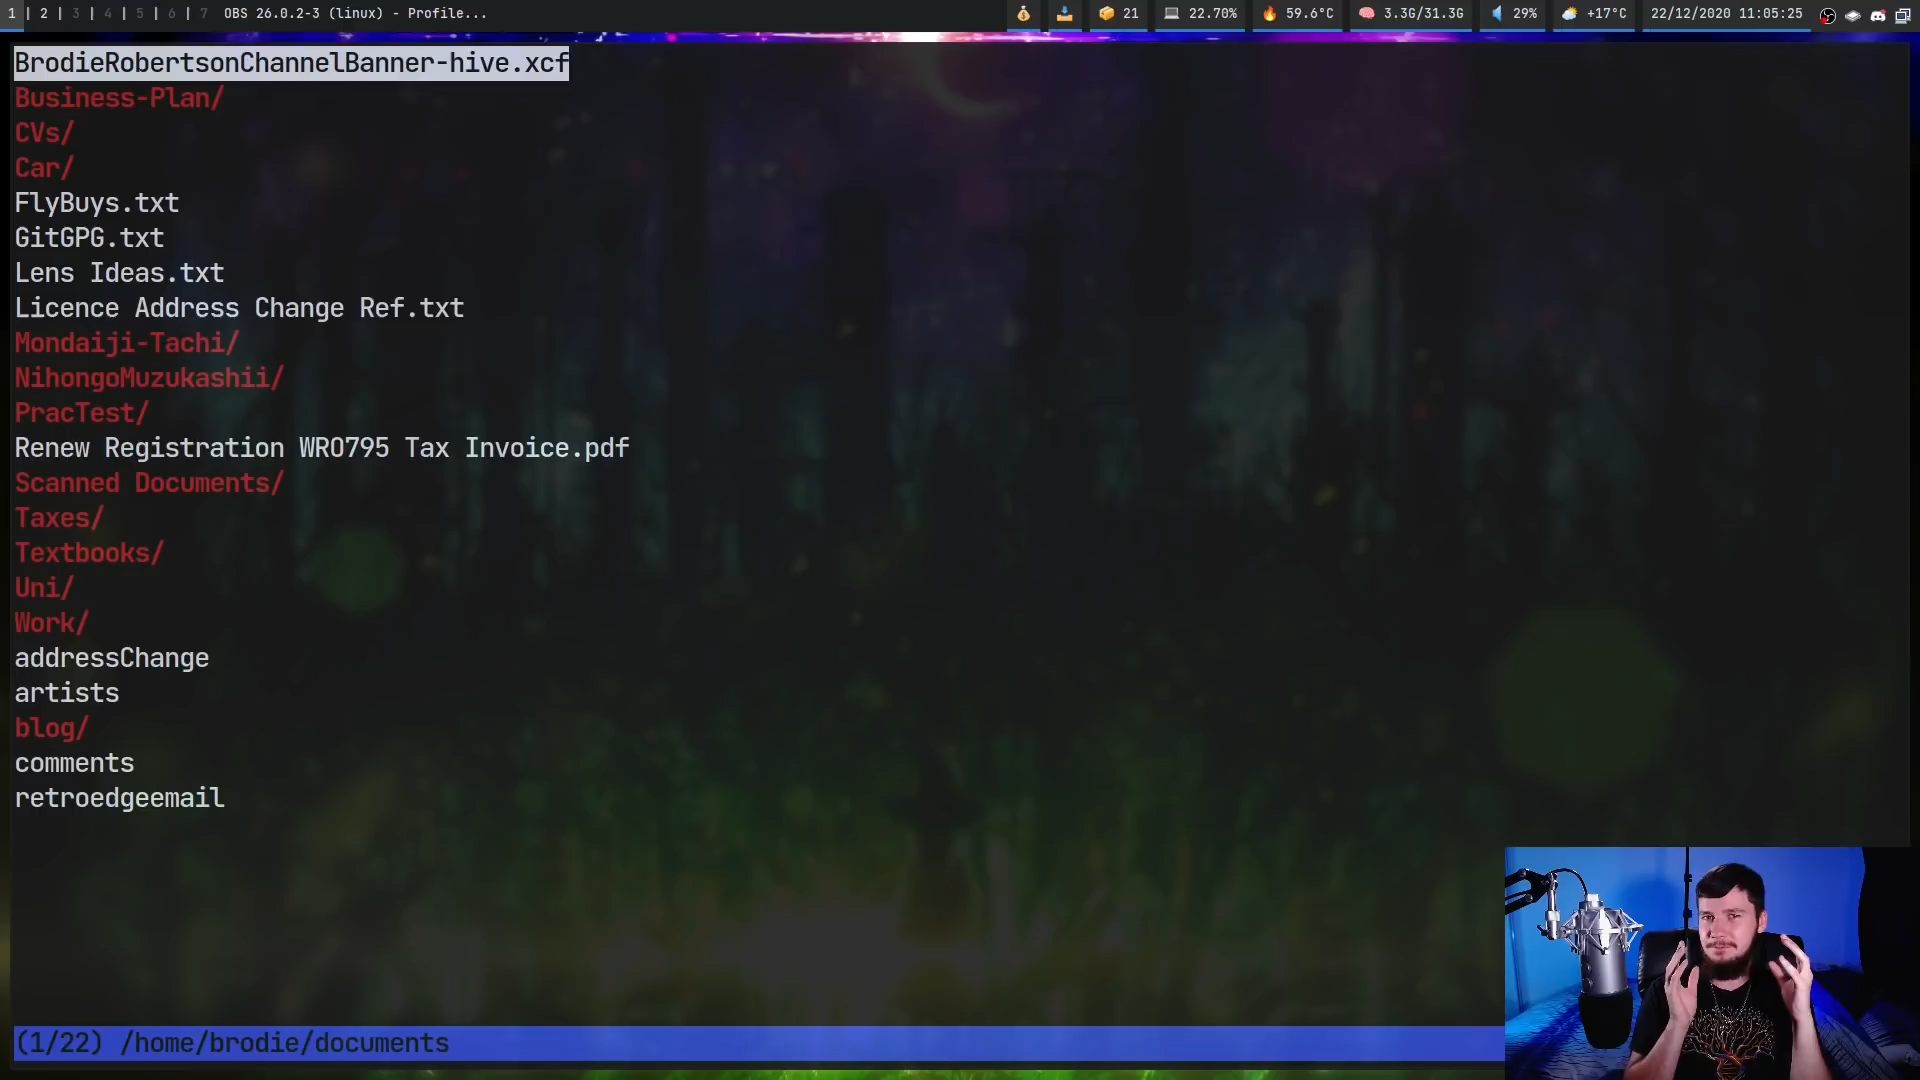 1 | 2 | 3 | 4 | 5 | 6 | 7 OBS 26.0.2-3 (linux) - Profile... 21 22.70% 59.6°C 3.3G/31.3G 29% +17°C 22/12/2020 11:05:25
BrodieRobertsonChannelBanner-hive.xcf
Business-Plan/
CVs/
Car/
FlyBuys.txt
GitGPG.txt
Lens Ideas.txt
Licence Address Change Ref.txt
Mondaiji-Tachi/
NihongoMuzukashii/
PracTest/
Renew Registration WRO795 Tax Invoice.pdf
Scanned Documents/
Taxes/
Textbooks/
Uni/
Work/
addressChange
artists
blog/
comments
retroedgeemail
(1/22) /home/brodie/documents